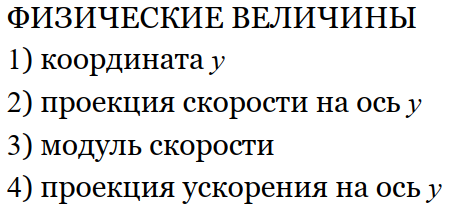 ФИЗИЧЕСКИЕ ВЕЛИЧИНЫ
1) координата y
2) проекция скорости на ось y
3) модуль скорости
4) проекция ускорения на ось y